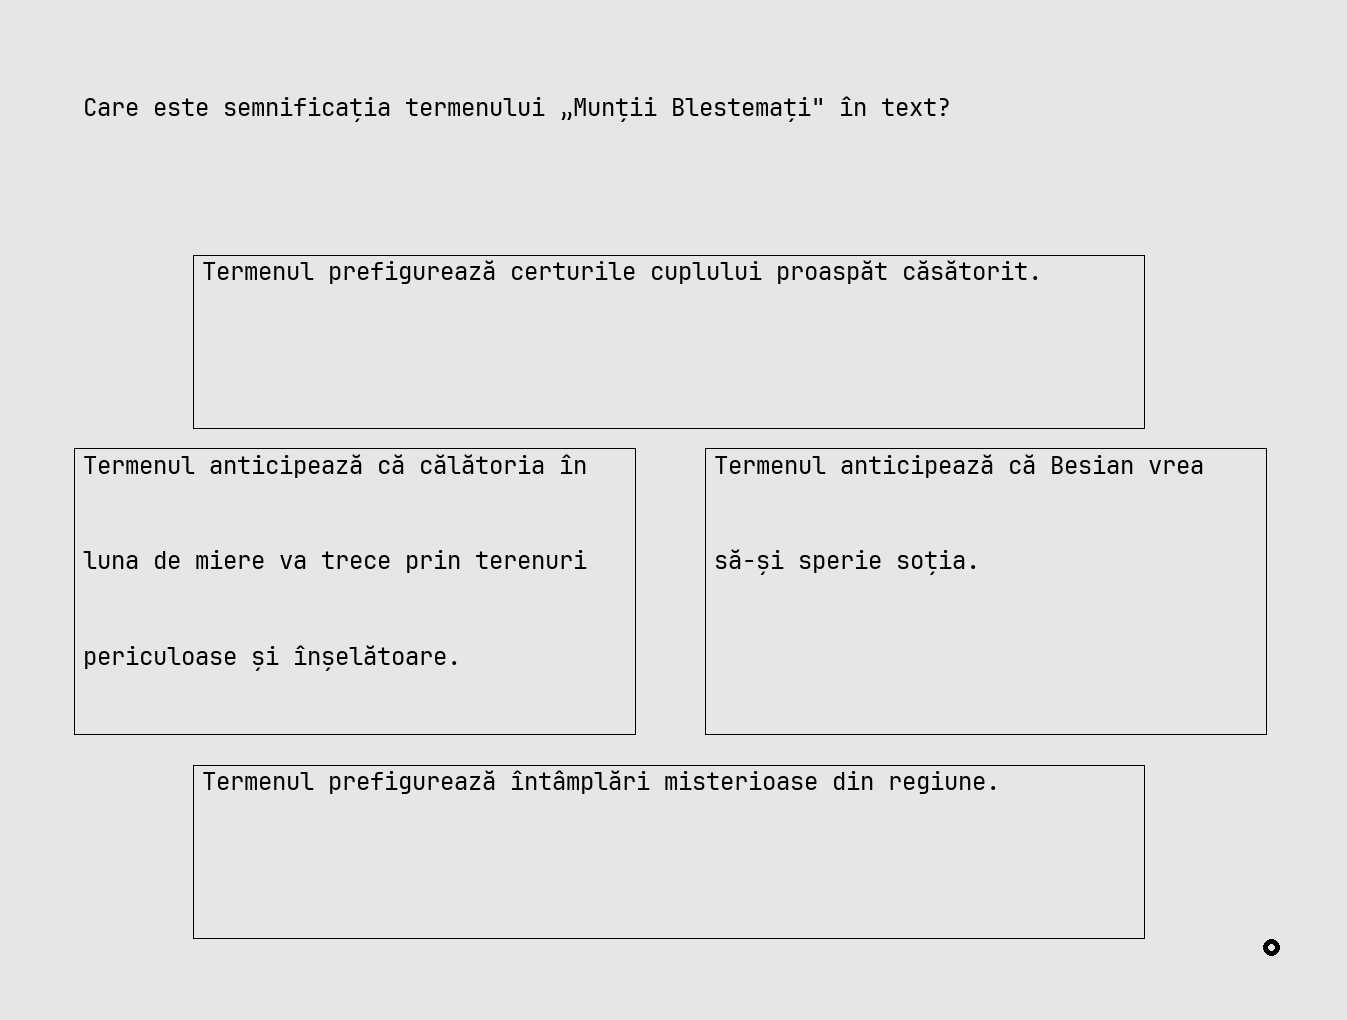 Care este semnificația termenului „Munții Blestemați" în text?
Termenul prefigurează certurile cuplului proaspăt căsătorit.
Termenul anticipează că călătoria în
luna de miere va trece prin terenuri
periculoase și înșelătoare.
Termenul anticipează că Besian vrea
să-și sperie soția.
Termenul prefigurează întâmplări misterioase din regiune.